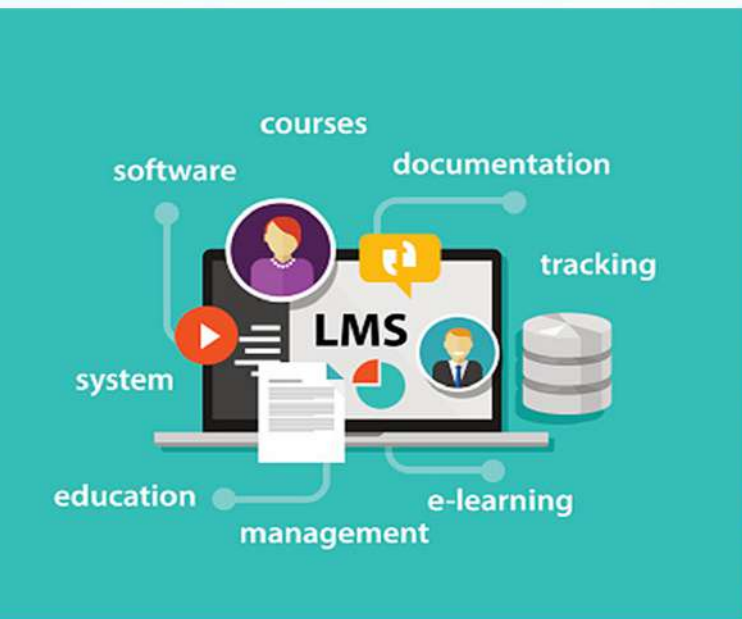 courses
software
documentation
tracking
LMS
system
education
e-learning
management